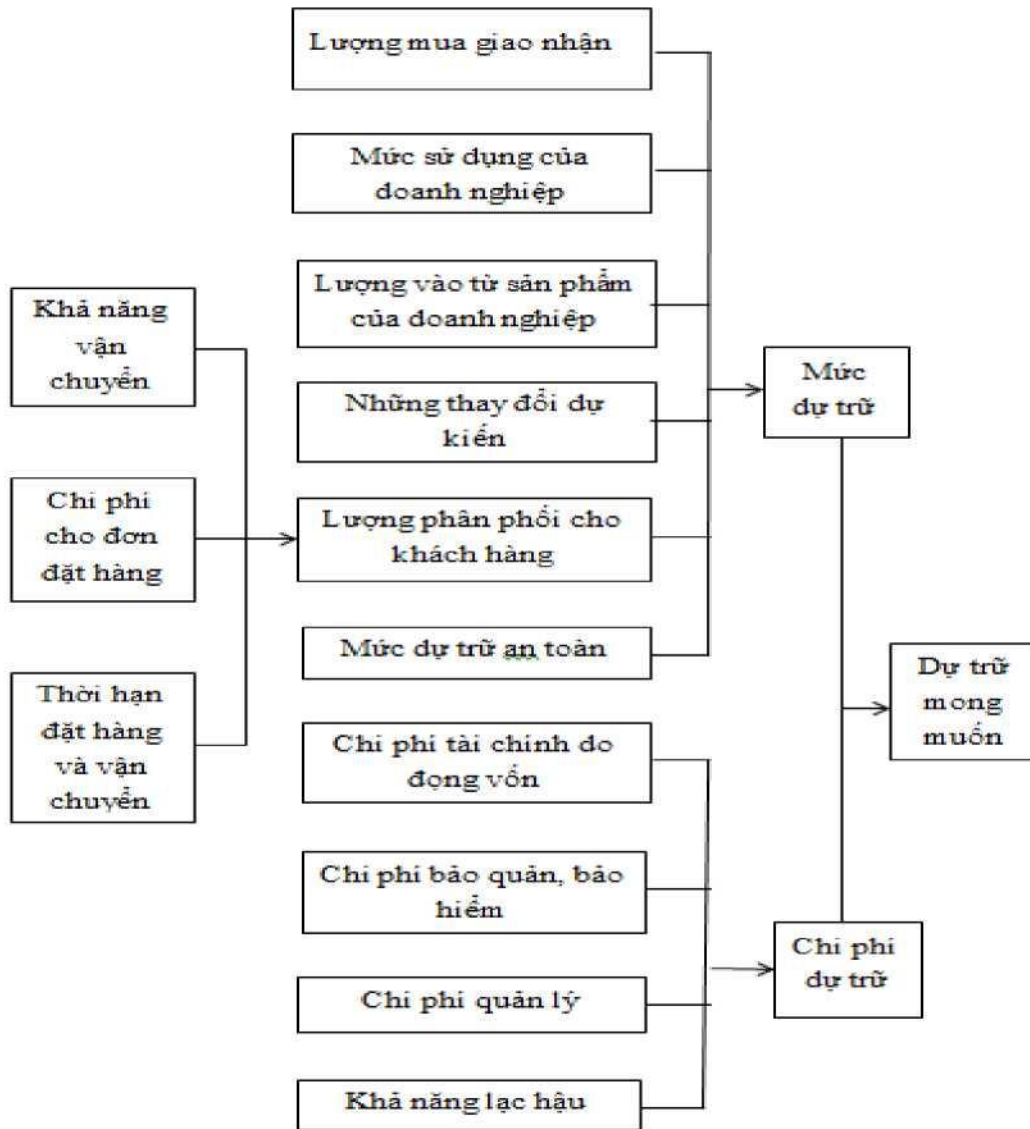 Lượng mua giao nhận
Mức sử dụng của
doanh nghiệp
Lượng vào từ sản phẩm
của doanh nghiệp
Những thay đổi dự
kiến
Lượng phân phối cho
khách hàng
Mức dự trữ an toàn
Chi phí tài chính do
đọng vốn
Chi phí bảo quản, bảo
hiểm
Chi phí quản lý
Khả năng lạc hậu
Khả năng
vận
chuyển
Chi phí
cho đơn
đặt hàng
Thời hạn
đặt hàng
và vận
chuyển
Mức
dự trữ
Chi phí
dự trữ
Dự trữ
mong
muốn